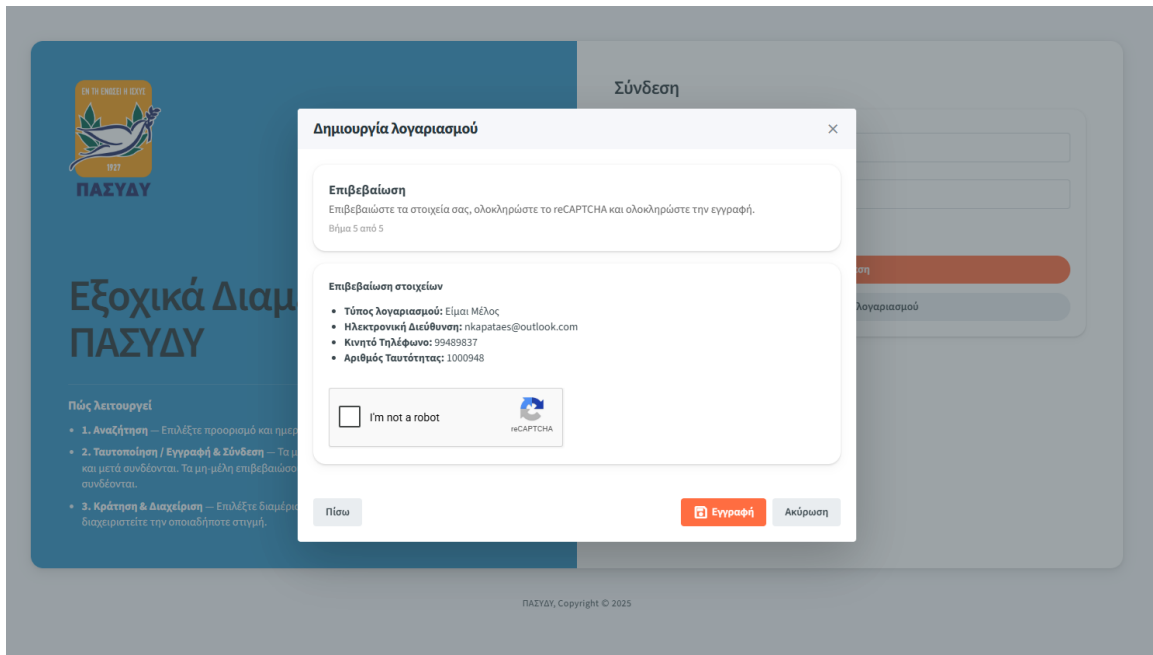 ΕΝ ΤΗ ΕΝΩΣΕΙ Η ΙΣΧΥΣ
1927
ΠΑΣΥΔΥ
Εξοχικά Διαμ
ΠΑΣΥΔΥ
Πώς λειτουργεί
• 1. Αναζήτηση — Επιλέξτε προορισμό και ημερ
• 2. Ταυτοποίηση / Εγγραφή & Σύνδεση — Τα μ
και μετά συνδέονται. Τα μη-μέλη επιβεβαιώσο
συνδέονται.
• 3. Κράτηση & Διαχείριση — Επιλέξτε διαμέρισ
διαχειριστείτε την οποιαδήποτε στιγμή.
Σύνδεση
λογαριασμού
Δημιουργία λογαριασμού
Επιβεβαίωση
Επιβεβαιώστε τα στοιχεία σας, ολοκληρώστε το reCAPTCHA και ολοκληρώστε την εγγραφή.
Βήμα 5 από 5
Επιβεβαίωση στοιχείων
• Τύπος λογαριασμού: Είμαι Μέλος
• Ηλεκτρονική Διεύθυνση: nkapataes@outlook.com
• Κινητό Τηλέφωνο: 99489837
• Αριθμός Ταυτότητας: 1000948
I'm not a robot
reCAPTCHA
Πίσω
Εγγραφή
Ακύρωση
ΠΑΣΥΔΥ, Copyright © 2025